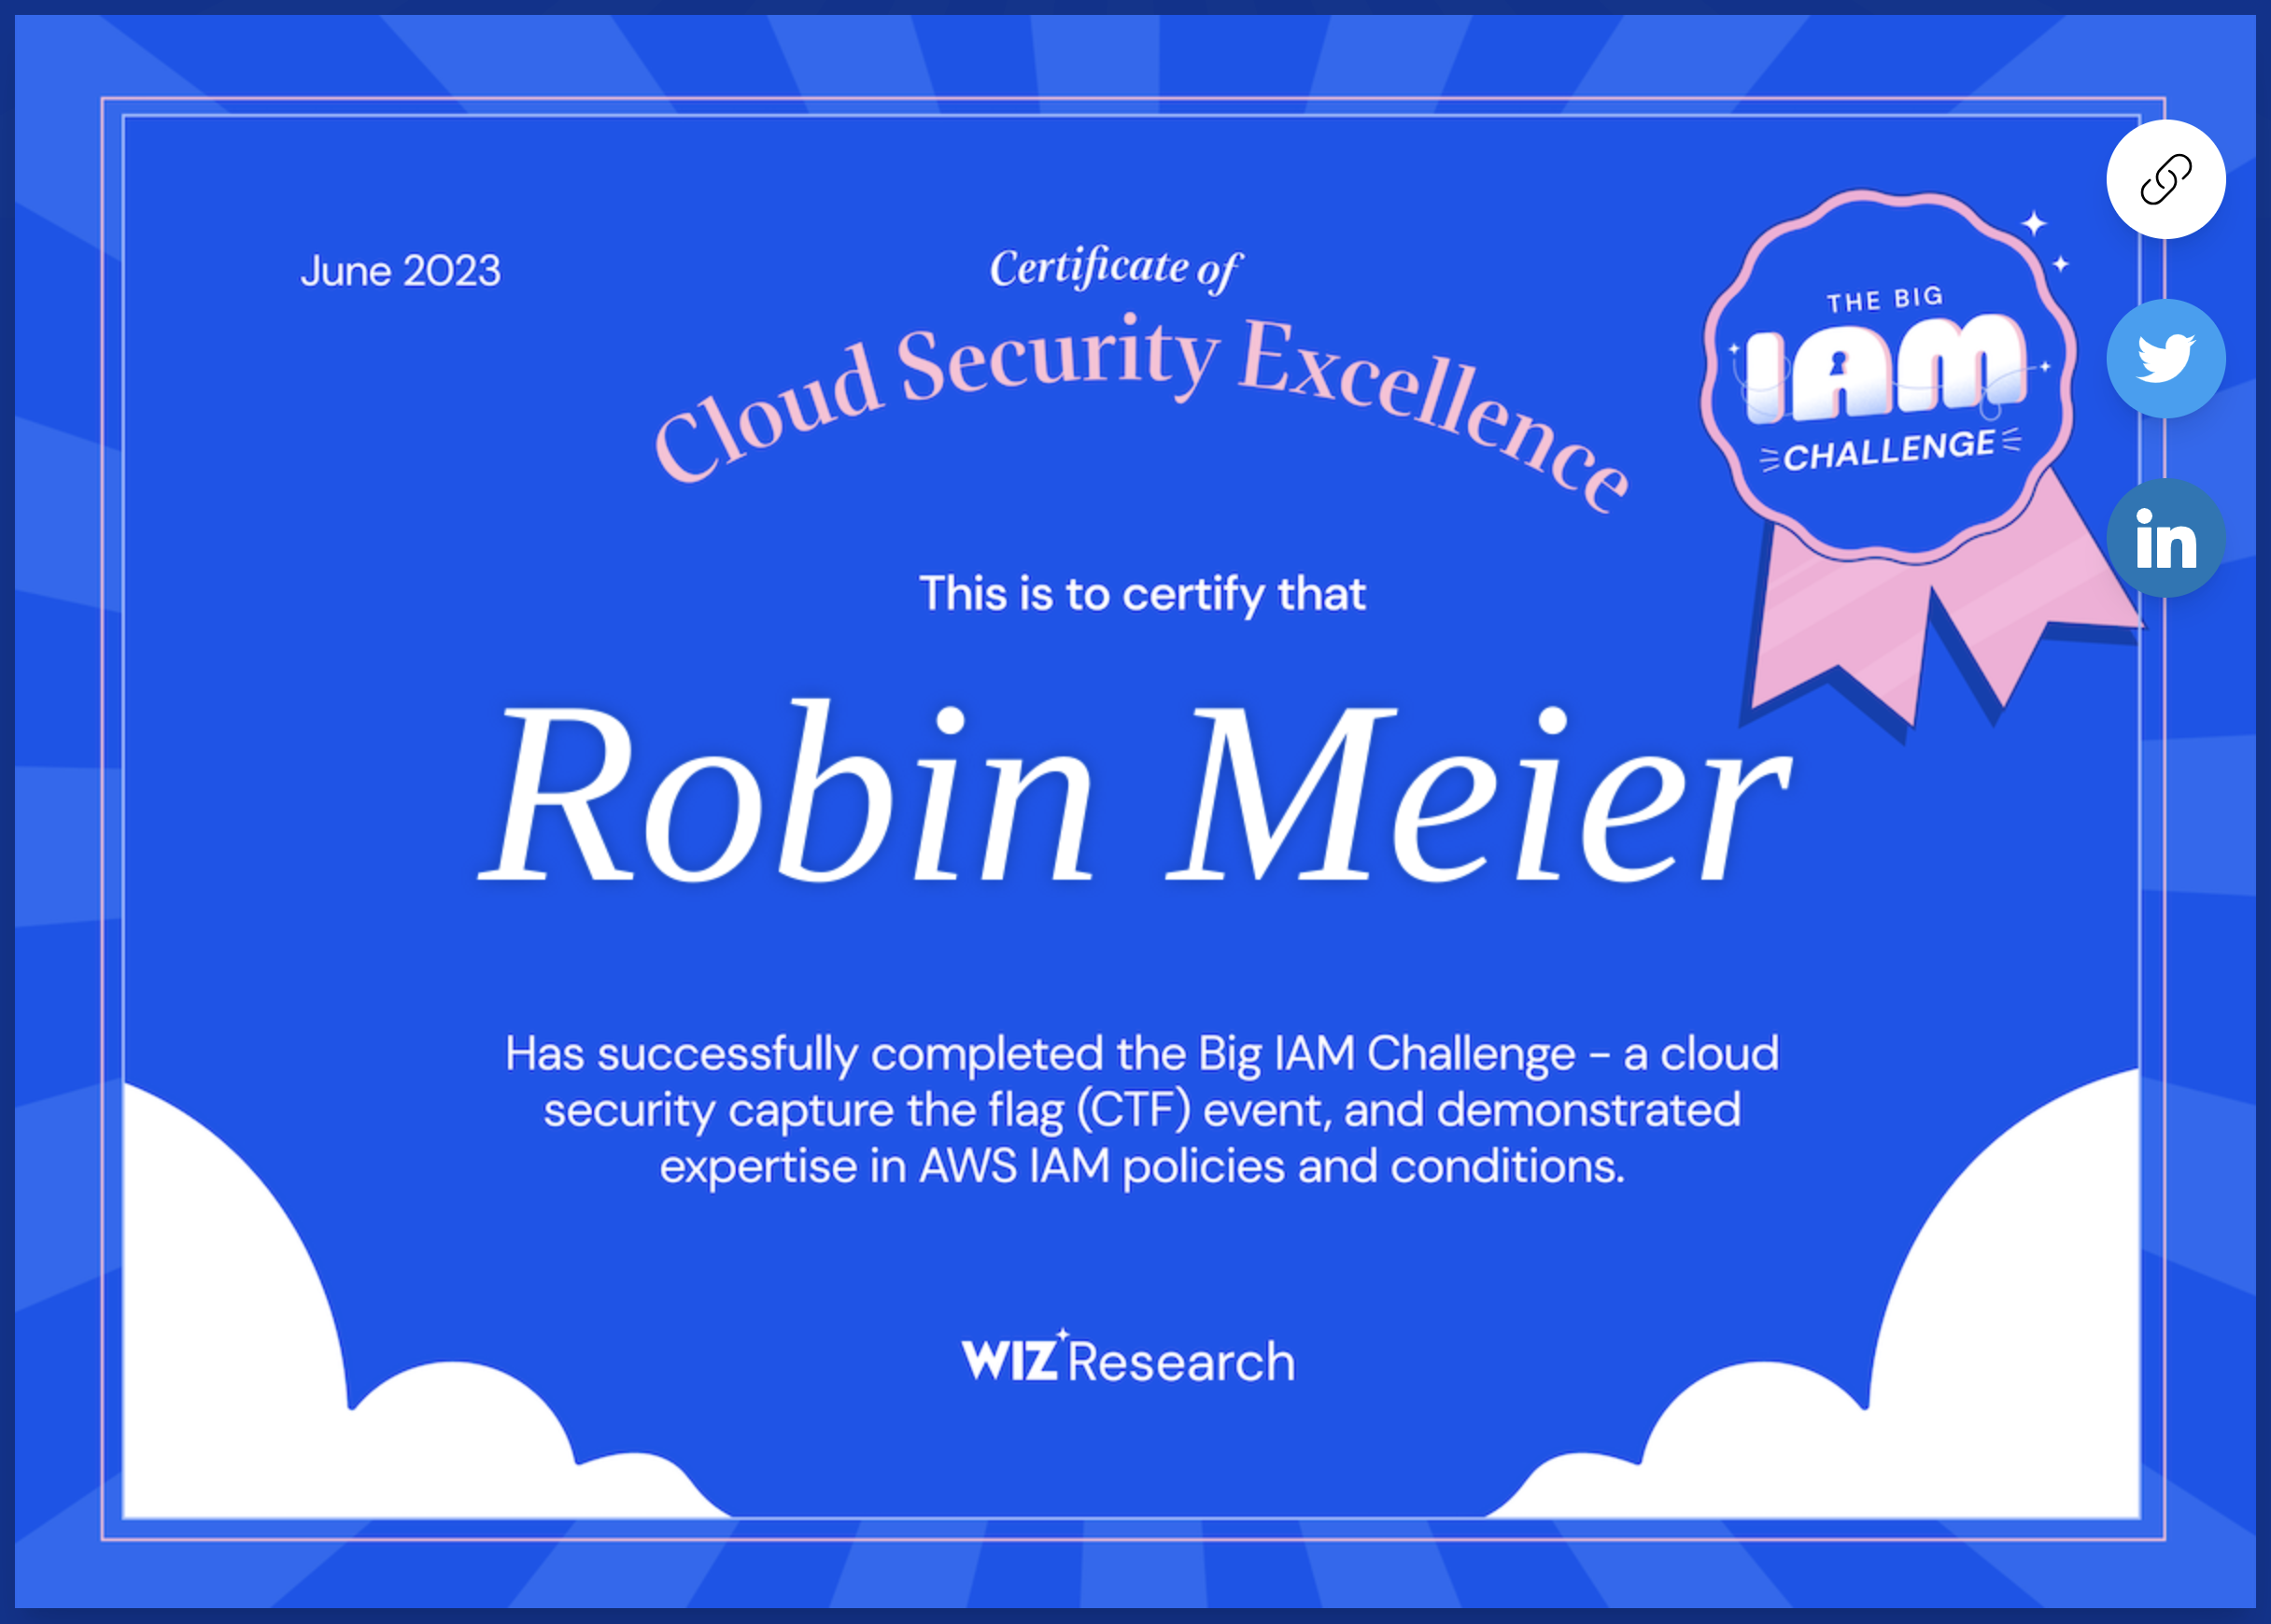 June 2023
Certificate of
Cloud Security Excellence
THE BIG
IAM
CHALLENGE
This is to certify that
Robin Meier
Has successfully completed the Big IAM Challenge – a cloud
security capture the flag (CTF) event, and demonstrated
expertise in AWS IAM policies and conditions.
WIZ Research
in